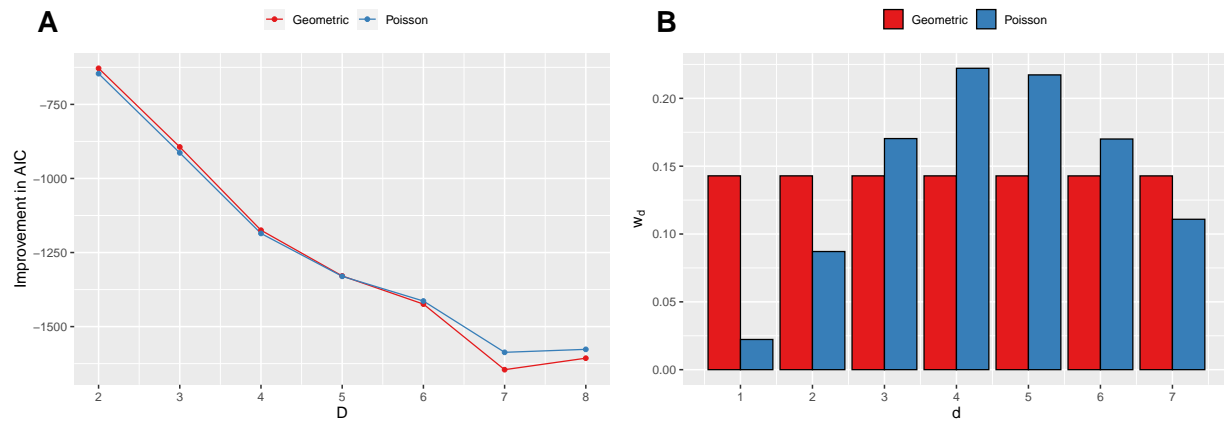 A
Geometric Poisson
Improvement in AIC
−750
−1000
−1250
−1500
2 3 4 5 6 7 8
D
B
Geometric Poisson
w_d
0.20
0.15
0.10
0.05
0.00
1 2 3 4 5 6 7
d